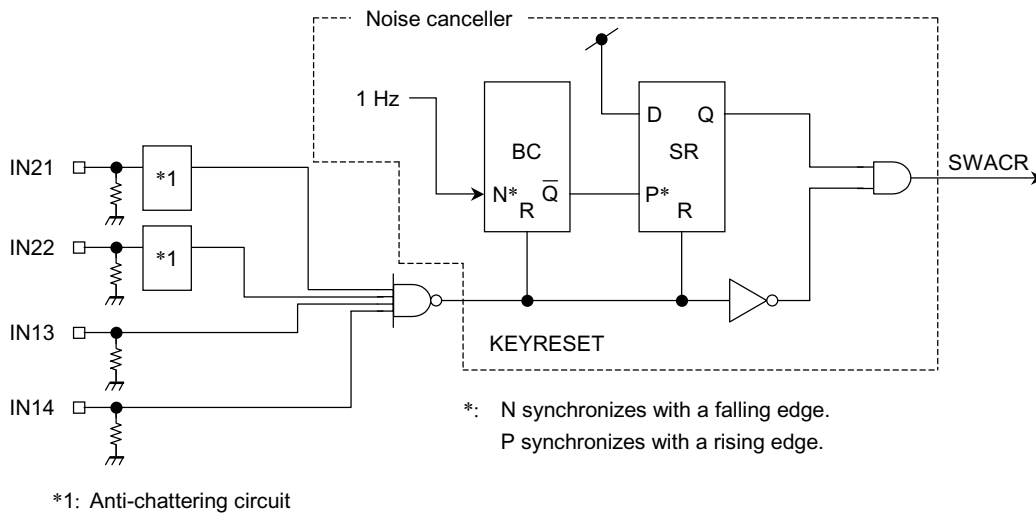 Noise canceller
1 Hz
BC
N* Q̅
R
D Q
SR
P*
R
SWACR
IN21
*1
IN22
*1
IN13
IN14
KEYRESET
*: N synchronizes with a falling edge.
P synchronizes with a rising edge.
*1: Anti-chattering circuit